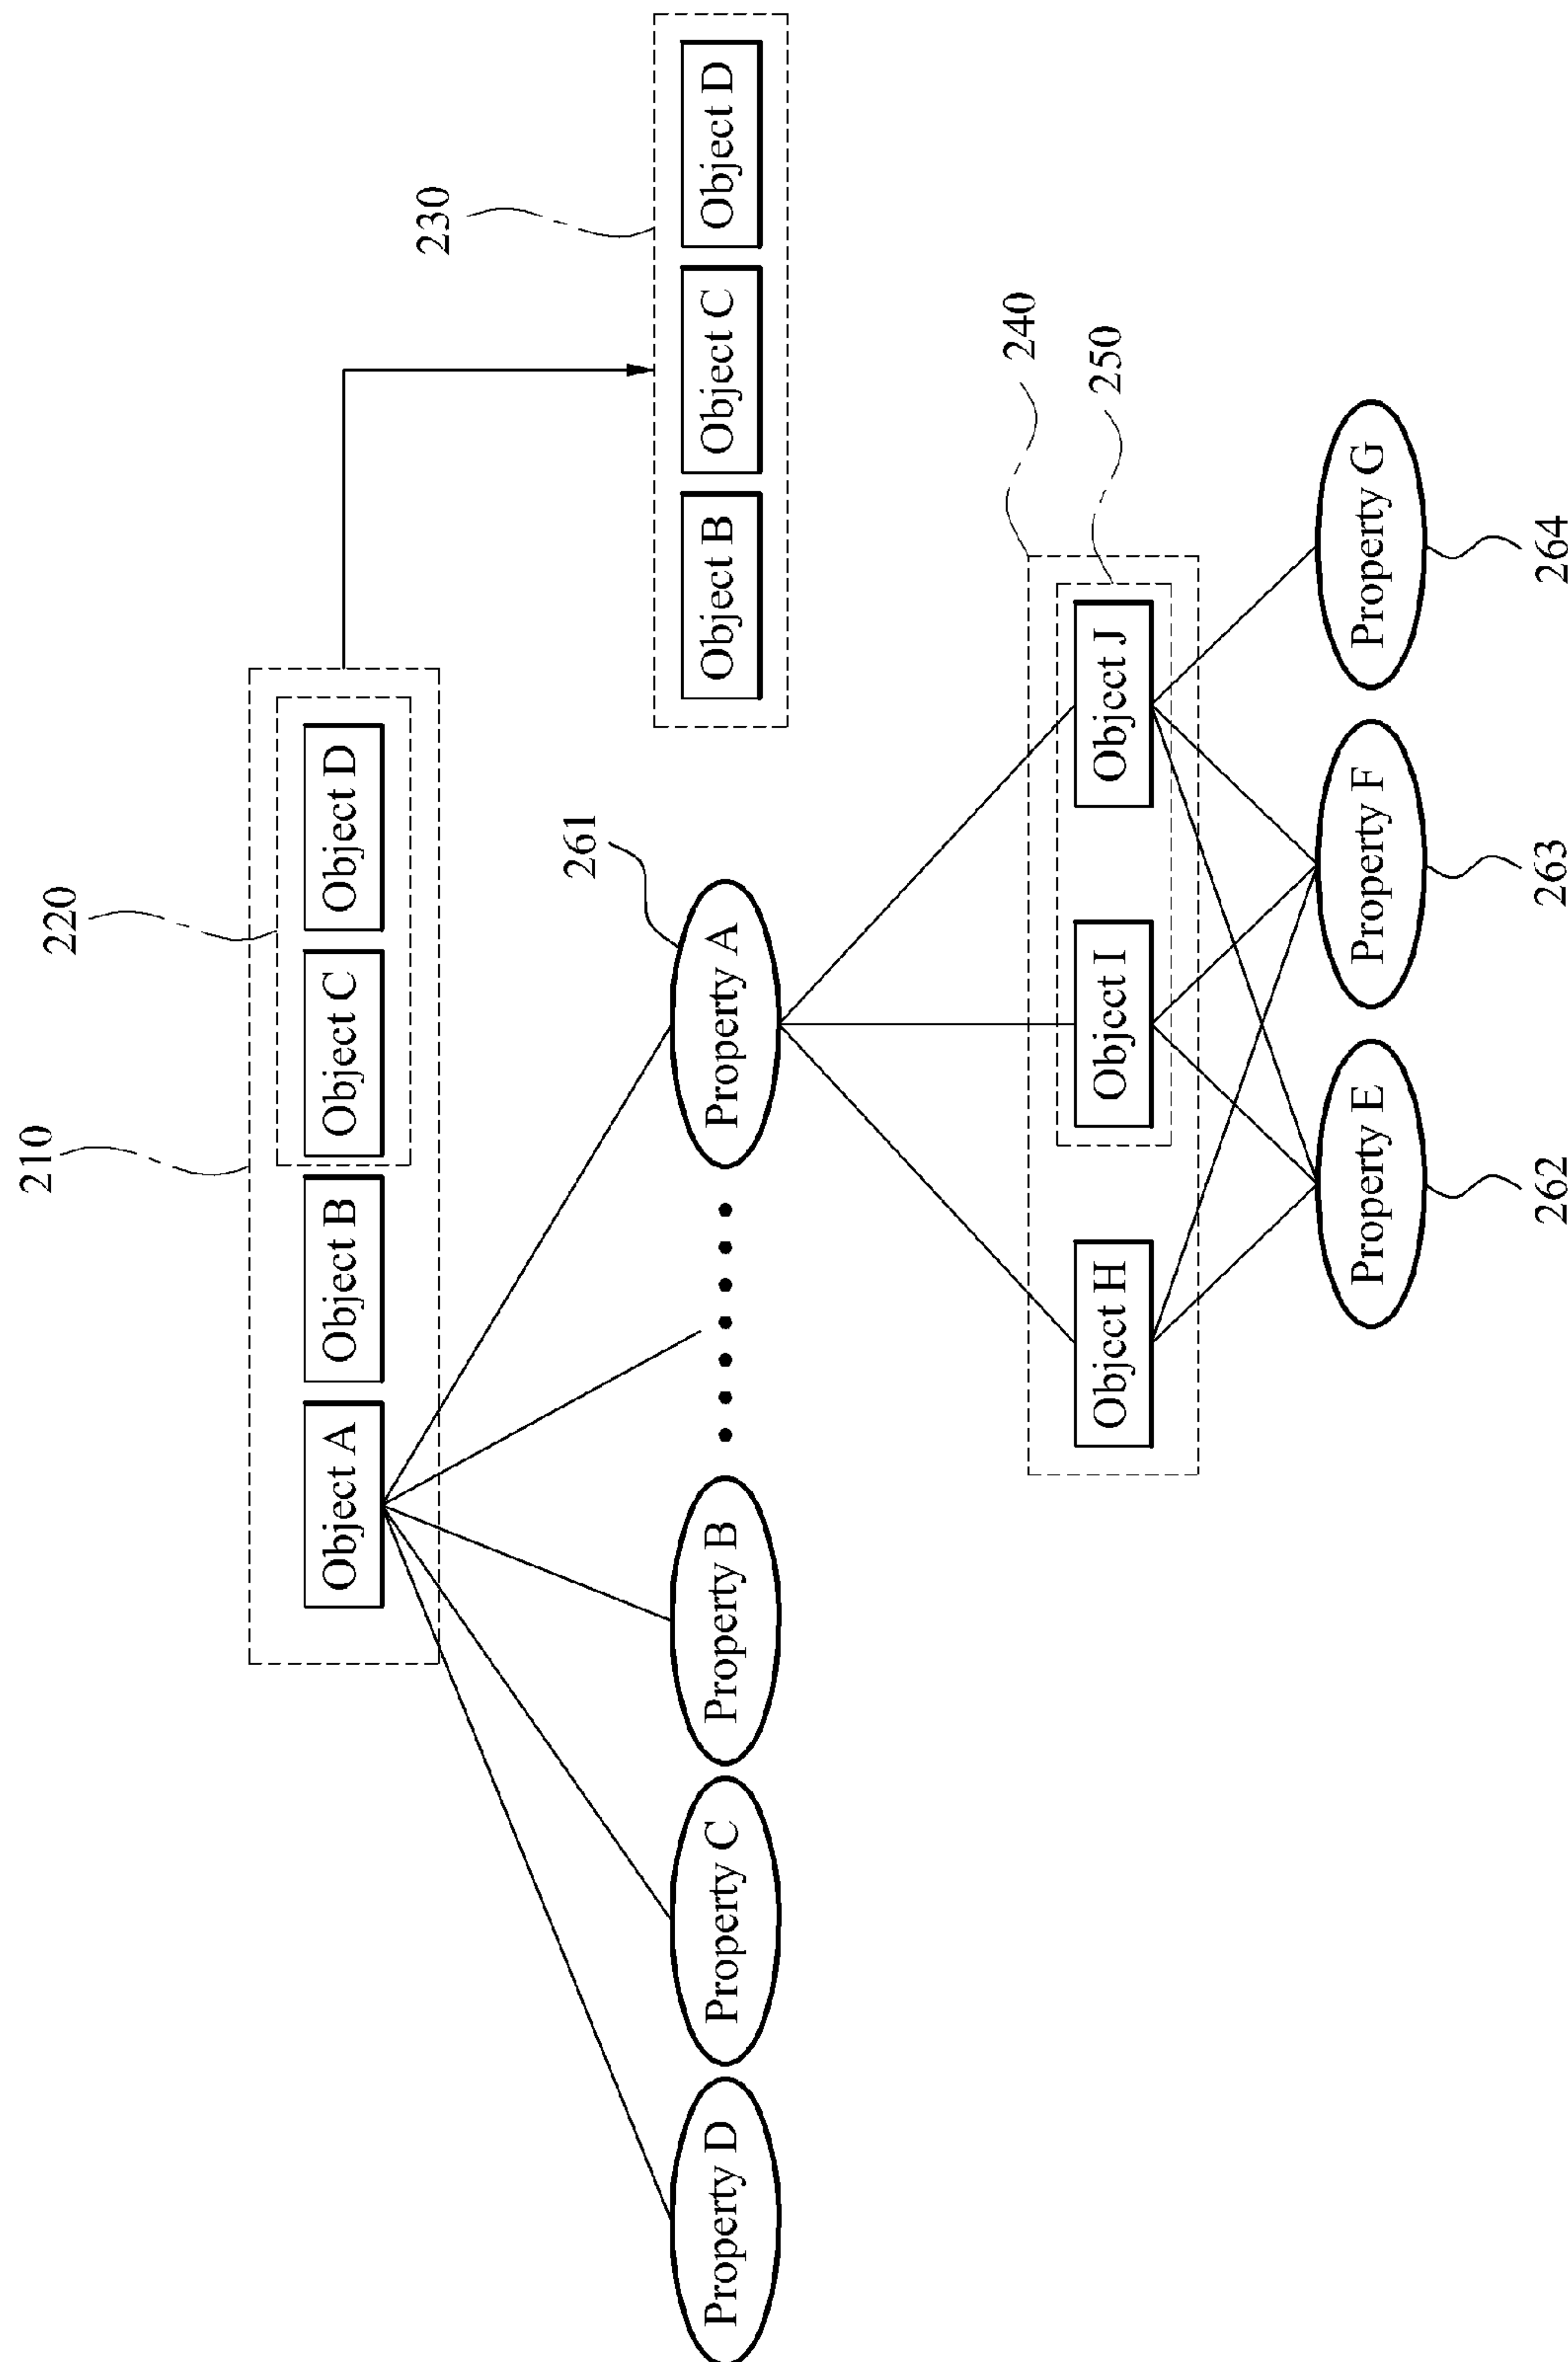 210
220
Object A
Object B
Object C
Object D
230
261
Property D
Property C
Property B
Property A
Object B
Object C
Object D
240
250
Object H
Object I
Object J
Property E
Property F
Property G
262
263
264